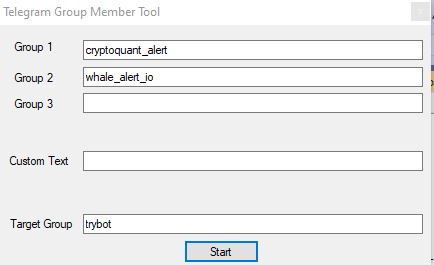 Telegram Group Member Tool
Group 1 cryptoquant_alert
Group 2 whale_alert_io
Group 3
Custom Text
Target Group trybot
Start